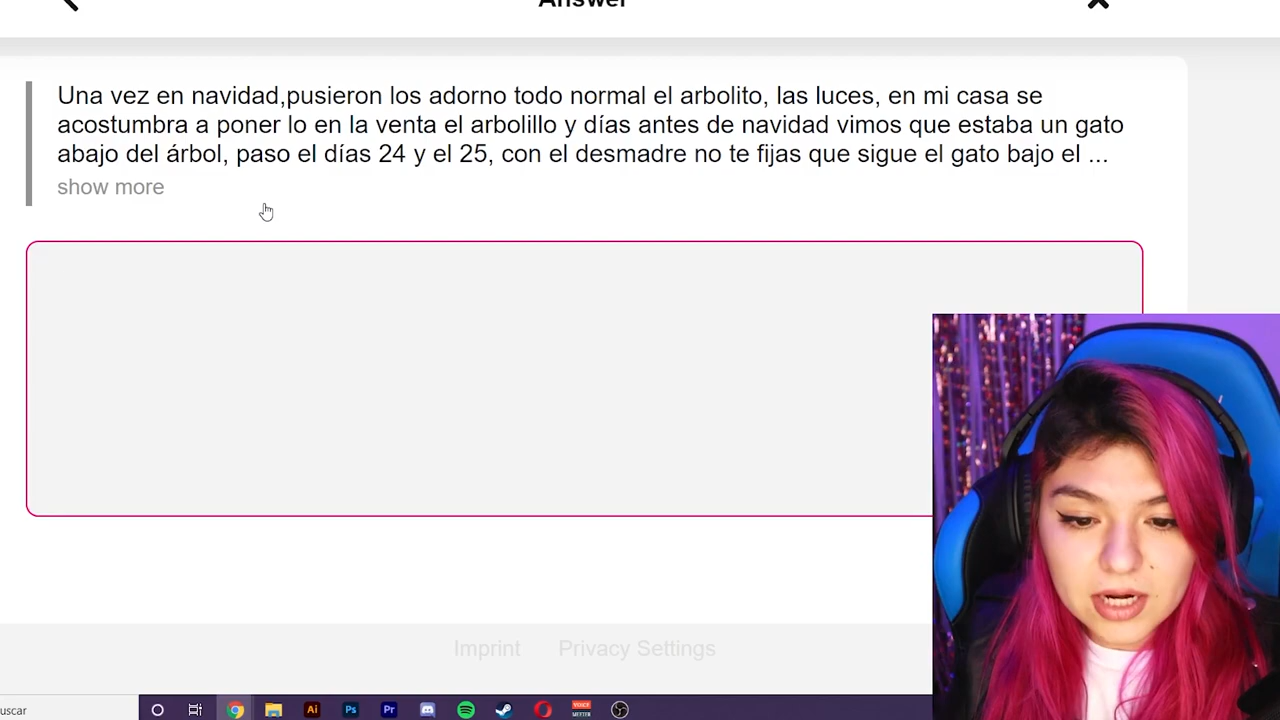 Answer
Una vez en navidad,pusieron los adorno todo normal el arbolito, las luces, en mi casa se
acostumbra a poner lo en la venta el arbolillo y días antes de navidad vimos que estaba un gato
abajo del árbol, paso el días 24 y el 25, con el desmadre no te fijas que sigue el gato bajo el ...
show more
Imprint Privacy Settings
uscar Ai Ps Pr